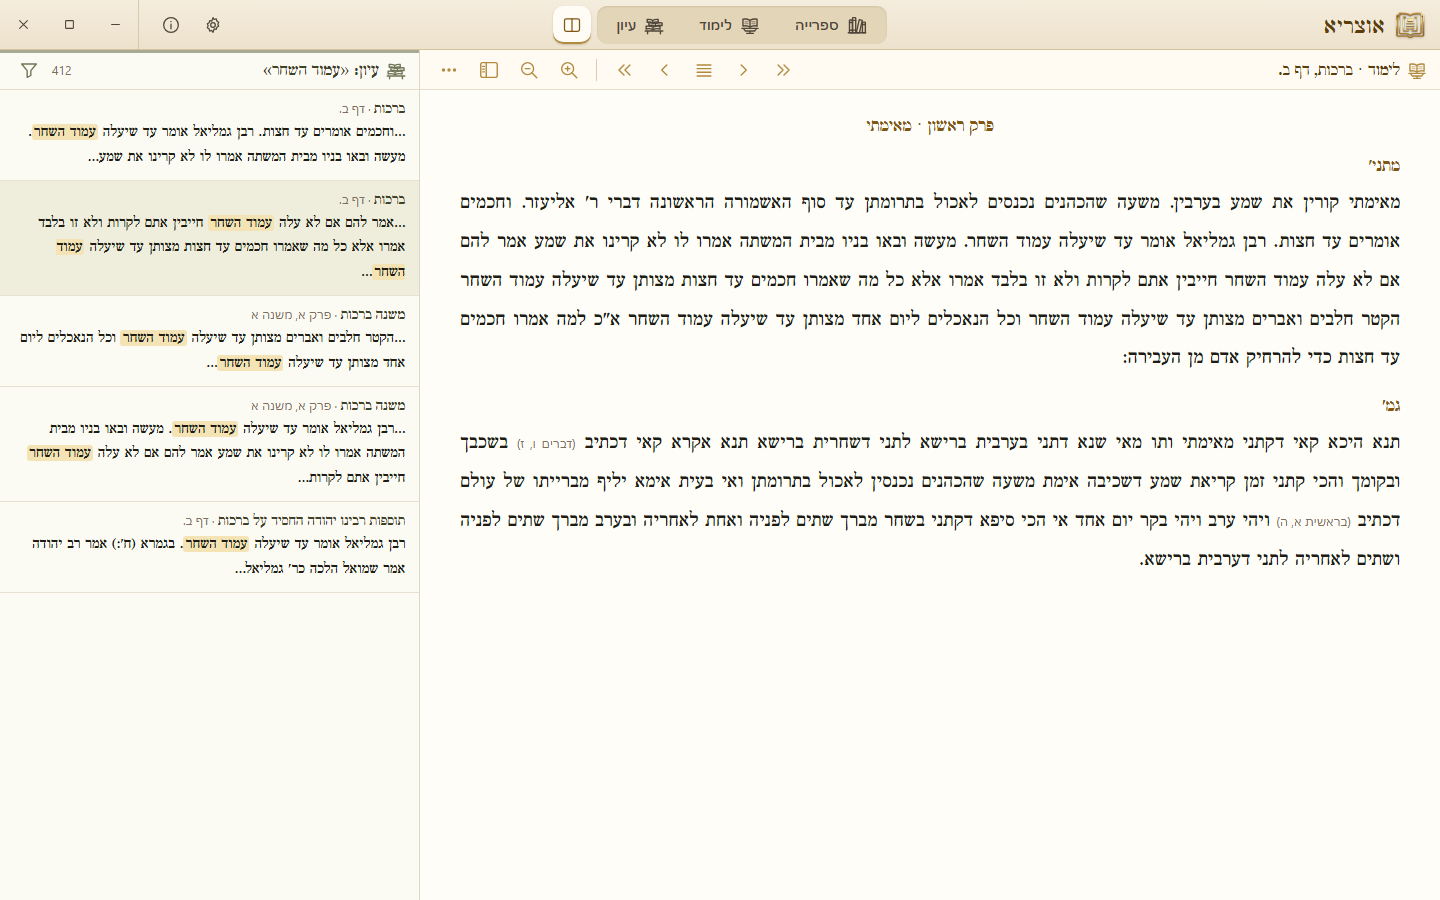 אוצריא
ספרייה
לימוד
עיון
לימוד · ברכות, דף ב.
פרק ראשון · מאימתי
מתני'
מאימתי קורין את שמע בערבין. משעה שהכהנים נכנסים לאכול בתרומתן עד סוף האשמורה הראשונה דברי ר' אליעזר. וחכמים
אומרים עד חצות. רבן גמליאל אומר עד שיעלה עמוד השחר. מעשה ובאו בניו מבית המשתה אמרו לו לא קרינו את שמע אמר להם
אם לא עלה עמוד השחר חייבין אתם לקרות ולא זו בלבד אמרו אלא כל מה שאמרו חכמים עד חצות מצותן עד שיעלה עמוד השחר
הקטר חלבים ואברים מצותן עד שיעלה עמוד השחר וכל הנאכלים ליום אחד מצותן עד שיעלה עמוד השחר א"כ למה אמרו חכמים
עד חצות כדי להרחיק אדם מן העבירה:
גמ'
תנא היכא קאי דקתני מאימתי ותו מאי שנא דתני בערבית ברישא לתני דשחרית ברישא תנא אקרא קאי דכתיב (דברים ו, ז) בשכבך
ובקומך והכי קתני זמן קריאת שמע דשכיבה אימת משעה שהכהנים נכנסין לאכול בתרומתן ואי בעית אימא יליף מברייתו של עולם
דכתיב (בראשית א, ה) ויהי ערב ויהי בקר יום אחד אי הכי סיפא דקתני בשחר מברך שתים לפניה ואחת לאחריה ובערב מברך שתים לפניה
ושתים לאחריה לתני דערבית ברישא.
עיון: «עמוד השחר»
412
ברכות · דף ב.
...וחכמים אומרים עד חצות. רבן גמליאל אומר עד שיעלה עמוד השחר.
מעשה ובאו בניו מבית המשתה אמרו לו לא קרינו את שמע...
ברכות · דף ב.
...אמר להם אם לא עלה עמוד השחר חייבין אתם לקרות ולא זו בלבד
אמרו אלא כל מה שאמרו חכמים עד חצות מצותן עד שיעלה עמוד
השחר...
משנה ברכות · פרק א, משנה א
...הקטר חלבים ואברים מצותן עד שיעלה עמוד השחר וכל הנאכלים ליום
אחד מצותן עד שיעלה עמוד השחר...
משנה ברכות · פרק א, משנה א
...רבן גמליאל אומר עד שיעלה עמוד השחר. מעשה ובאו בניו מבית
המשתה אמרו לו לא קרינו את שמע אמר להם אם לא עלה עמוד השחר
חייבין אתם לקרות...
תוספות רבינו יהודה החסיד על ברכות · דף ב.
רבן גמליאל אומר עד שיעלה עמוד השחר. בגמרא (ח':) אמר רב יהודה
אמר שמואל הלכה כר' גמליאל...